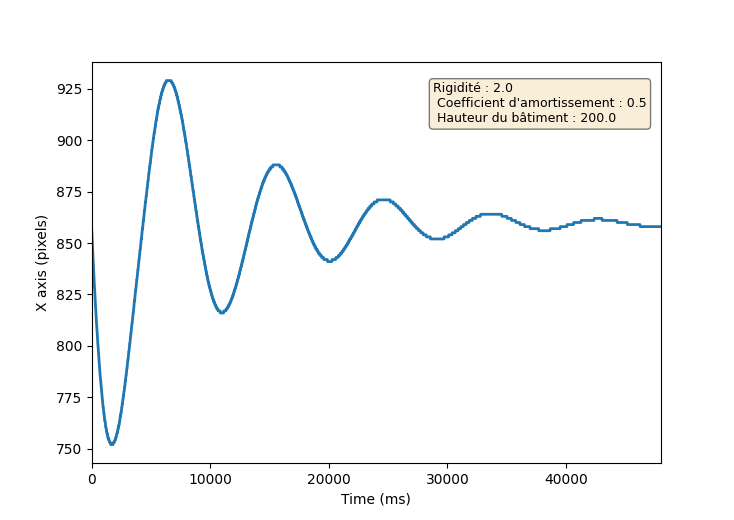 925
900
875
850
825
800
775
750
X axis (pixels)
Rigidité : 2.0
Coefficient d'amortissement : 0.5
Hauteur du bâtiment : 200.0
0 10000 20000 30000 40000
Time (ms)